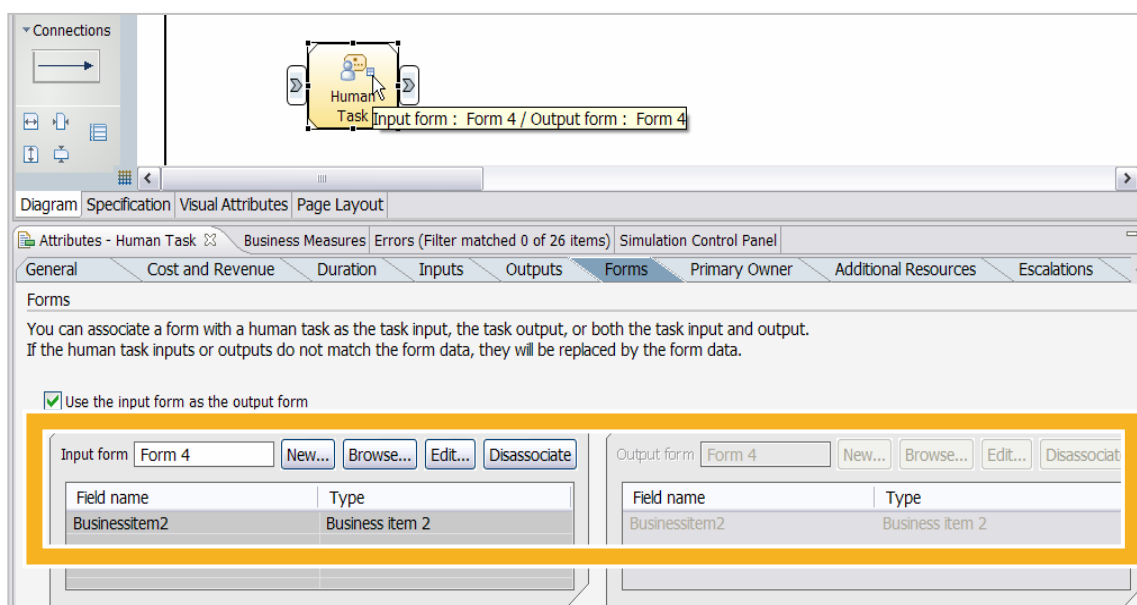 Connections
Human
Task
Input form : Form 4 / Output form : Form 4
Diagram Specification Visual Attributes Page Layout
Attributes - Human Task Business Measures Errors (Filter matched 0 of 26 items) Simulation Control Panel
General Cost and Revenue Duration Inputs Outputs Forms Primary Owner Additional Resources Escalations
Forms
You can associate a form with a human task as the task input, the task output, or both the task input and output.
If the human task inputs or outputs do not match the form data, they will be replaced by the form data.
Use the input form as the output form
Input form Form 4 New... Browse... Edit... Disassociate Output form Form 4 New... Browse... Edit... Disassociat
Field name Type Field name Type
Businessitem2 Business item 2 Businessitem2 Business item 2